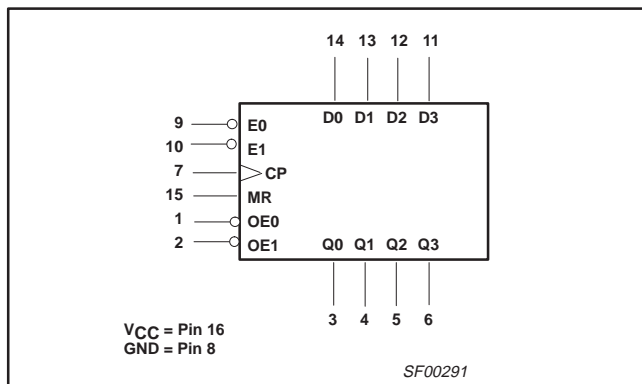 14 13 12 11
D0 D1 D2 D3
9 E0
10 E1
7 CP
15 MR
1 OE0
2 OE1
Q0 Q1 Q2 Q3
3 4 5 6
VCC = Pin 16
GND = Pin 8
SF00291